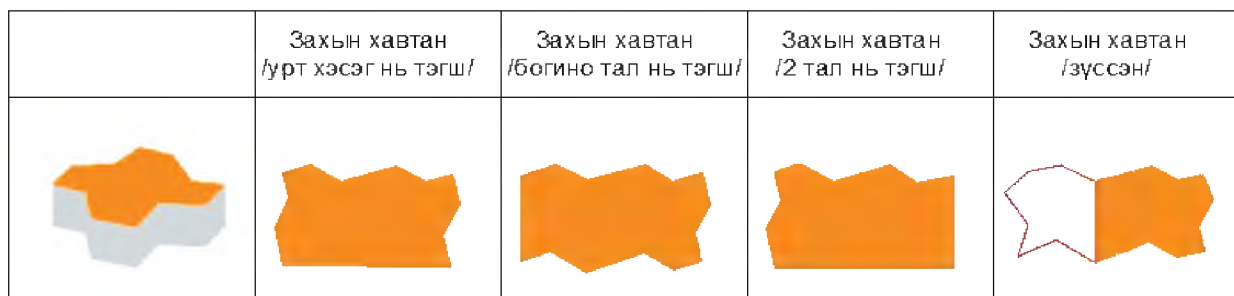 Захын хавтан
/урт хэсэг нь тэгш/
Захын хавтан
/богино тал нь тэгш/
Захын хавтан
/2 тал нь тэгш/
Захын хавтан
/зүссэн/